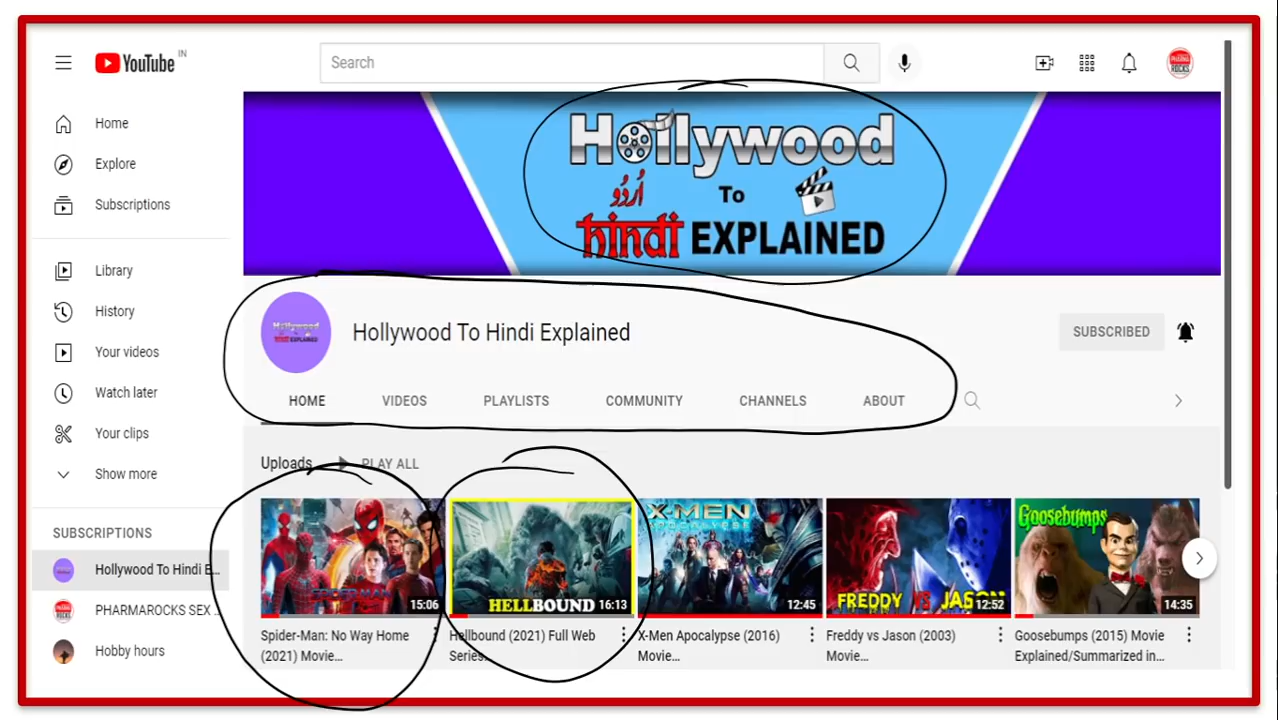 YouTube IN
Search
Home
Explore
Subscriptions
Library
History
Your videos
Watch later
Your clips
Show more
SUBSCRIPTIONS
Hollywood To Hindi E...
PHARMAROCKS SEX ...
Hobby hours
Hollywood
اُردُو To
hindi EXPLAINED
Hollywood To Hindi Explained
SUBSCRIBED
HOME VIDEOS PLAYLISTS COMMUNITY CHANNELS ABOUT
Uploads PLAY ALL
SPIDER-MAN 15:06
HELLBOUND 16:13
X-MEN
APOCALYPSE
12:45
FREDDY VS JASON 12:52
Goosebumps
14:35
Spider-Man: No Way Home
(2021) Movie...
Hellbound (2021) Full Web
Series...
X-Men Apocalypse (2016)
Movie...
Freddy vs Jason (2003)
Movie...
Goosebumps (2015) Movie
Explained/Summarized in...